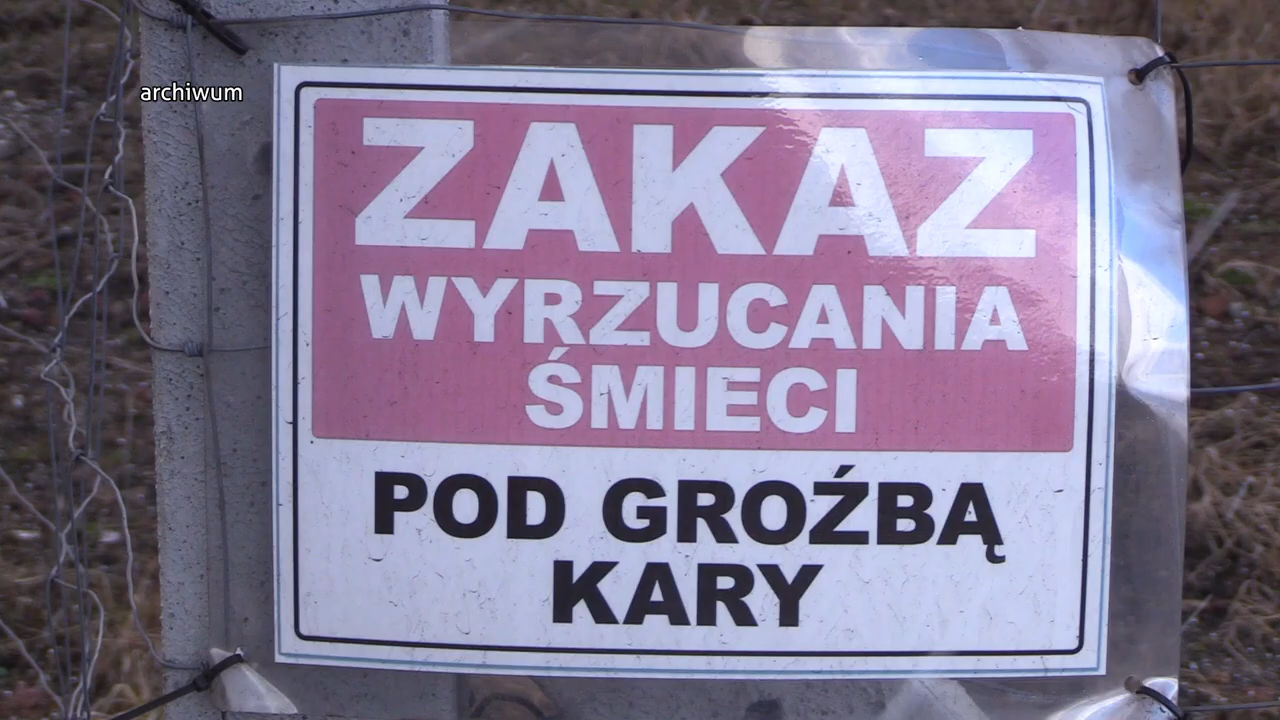 archiwum
ZAKAZ
WYRZUCANIA
ŚMIECI
POD GROŹBĄ
KARY